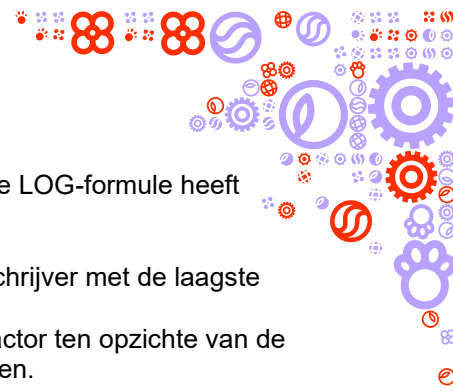 e LOG-formule heeft
chrijver met de laagste
actor ten opzichte van de
en.